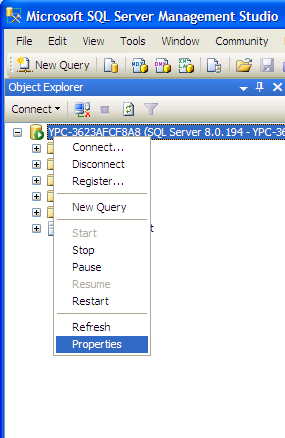 Microsoft SQL Server Management Studio
File Edit View Tools Window Community
New Query
Object Explorer
Connect
YPC-3623AFCF8A8 (SQL Server 8.0.194 - YPC-36
Connect...
Disconnect
Register...
New Query
Start
Stop
Pause
Resume
Restart
Refresh
Properties